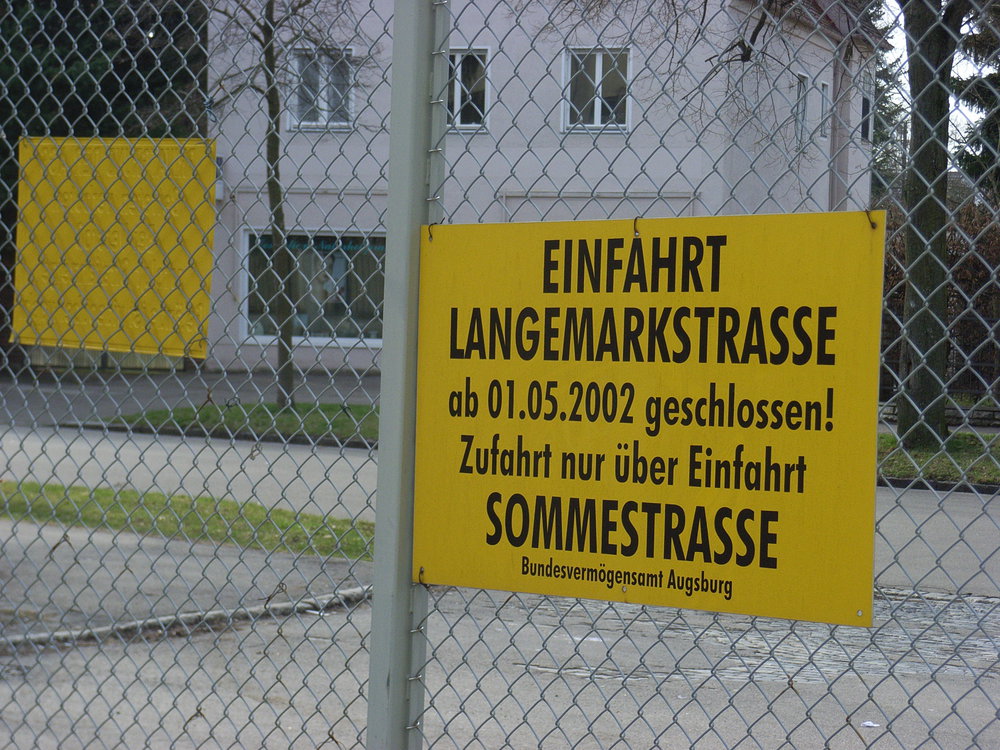 EINFAHRT
LANGEMARKSTRASSE
ab 01.05.2002 geschlossen!
Zufahrt nur über Einfahrt
SOMMESTRASSE
Bundesvermögensamt Augsburg